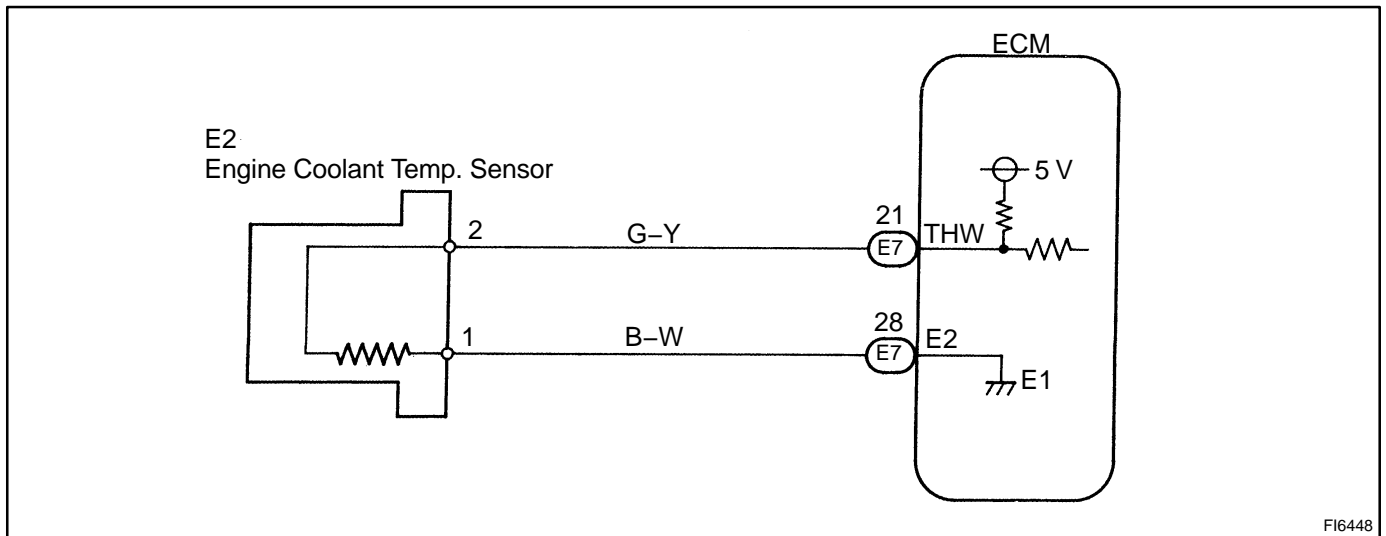 ECM
E2
Engine Coolant Temp. Sensor
5 V
2
G–Y
21
E7
THW
1
B–W
28
E7
E2
E1
FI6448